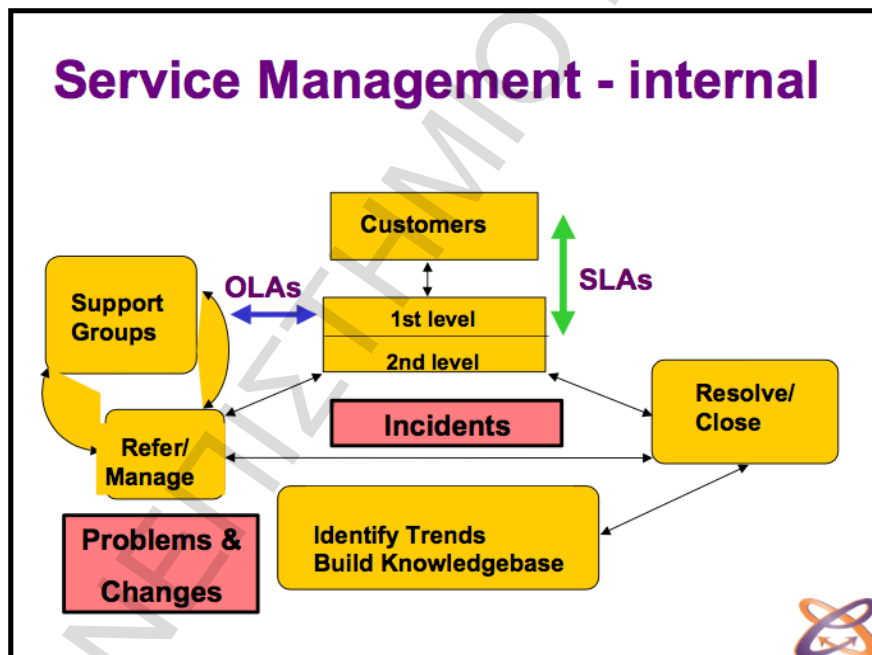 Service Management - internal
Customers
OLAs
SLAs
Support
Groups
1st level
2nd level
Resolve/
Close
Incidents
Refer/
Manage
Problems &
Changes
Identify Trends
Build Knowledgebase
ΝΕΠΙΣΤΗΜΙΟ